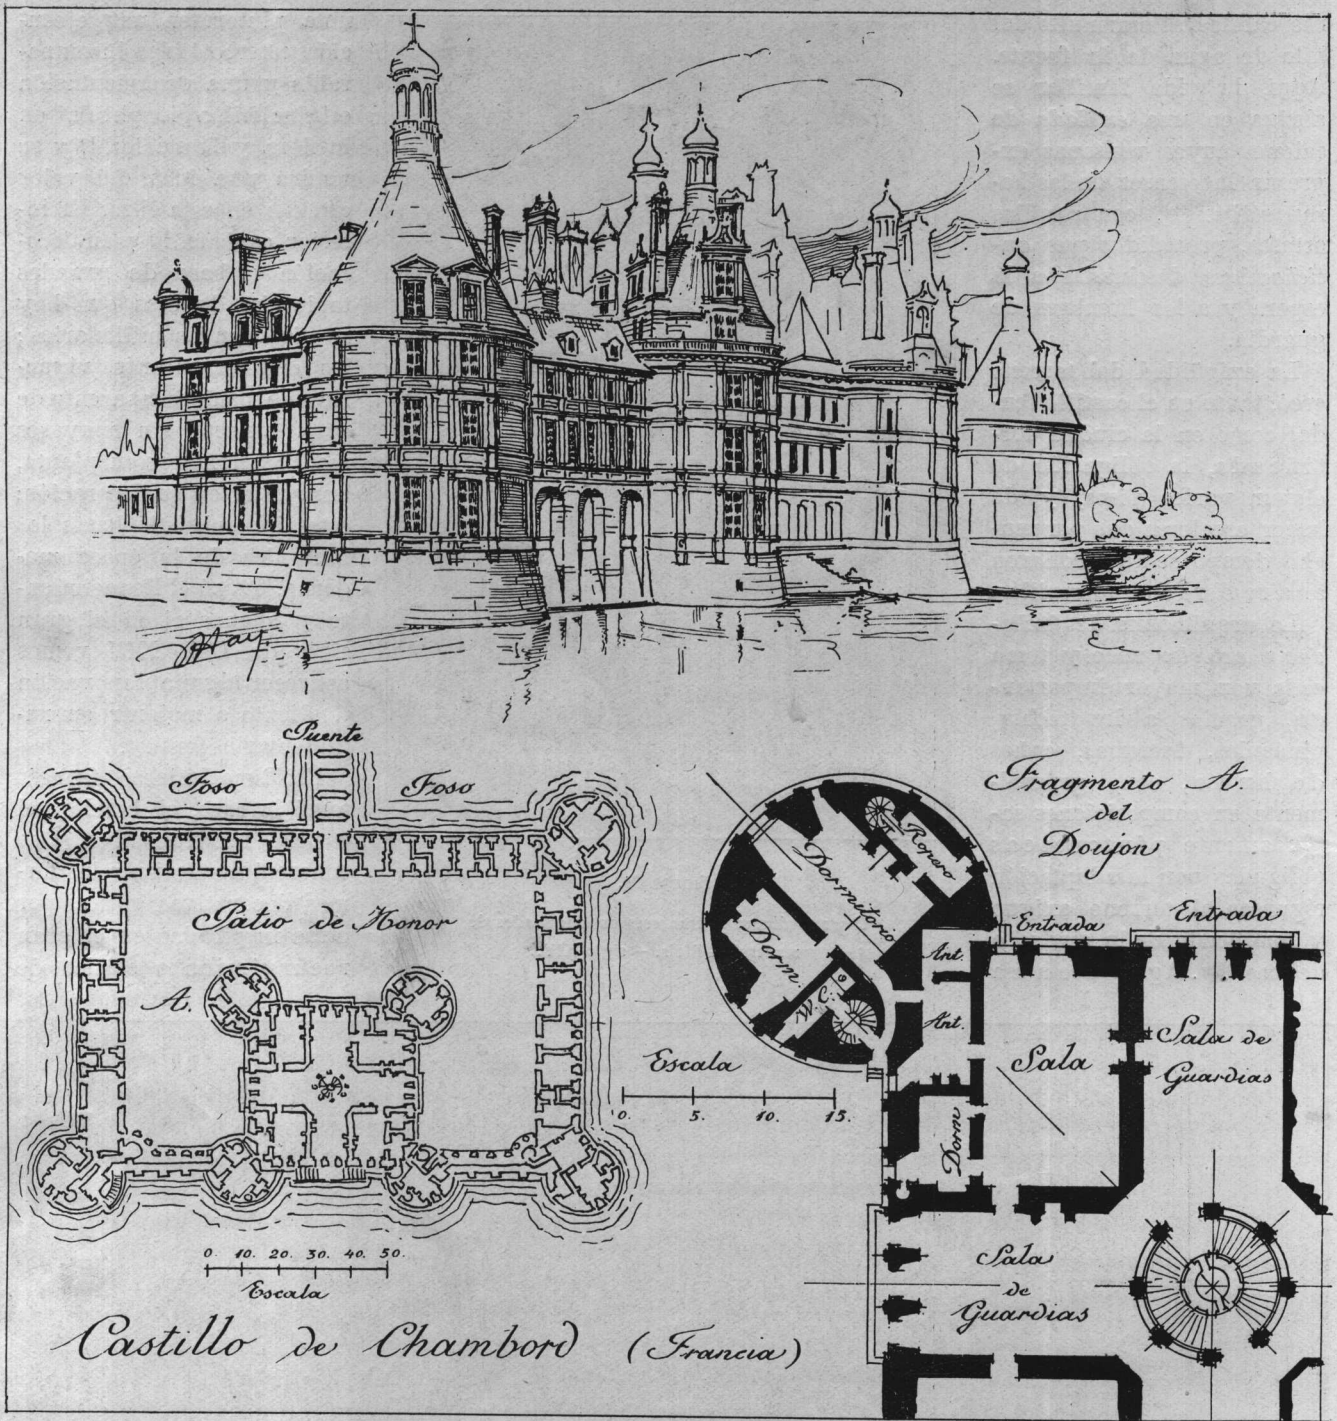 Puente
Foso
Foso
Patio de Honor
A.
0. 10. 20. 30. 40. 50.
Escala
Castillo de Chambord (Francia)
Fragmento A.
del
Doujon
Ropero
Dormitorio
Dorm
W.C.
Ant.
Ant.
Entrada
Entrada
Sala
Sala de
Guardias
Dorm
Escala
0. 5. 10. 15.
Sala
de
Guardias